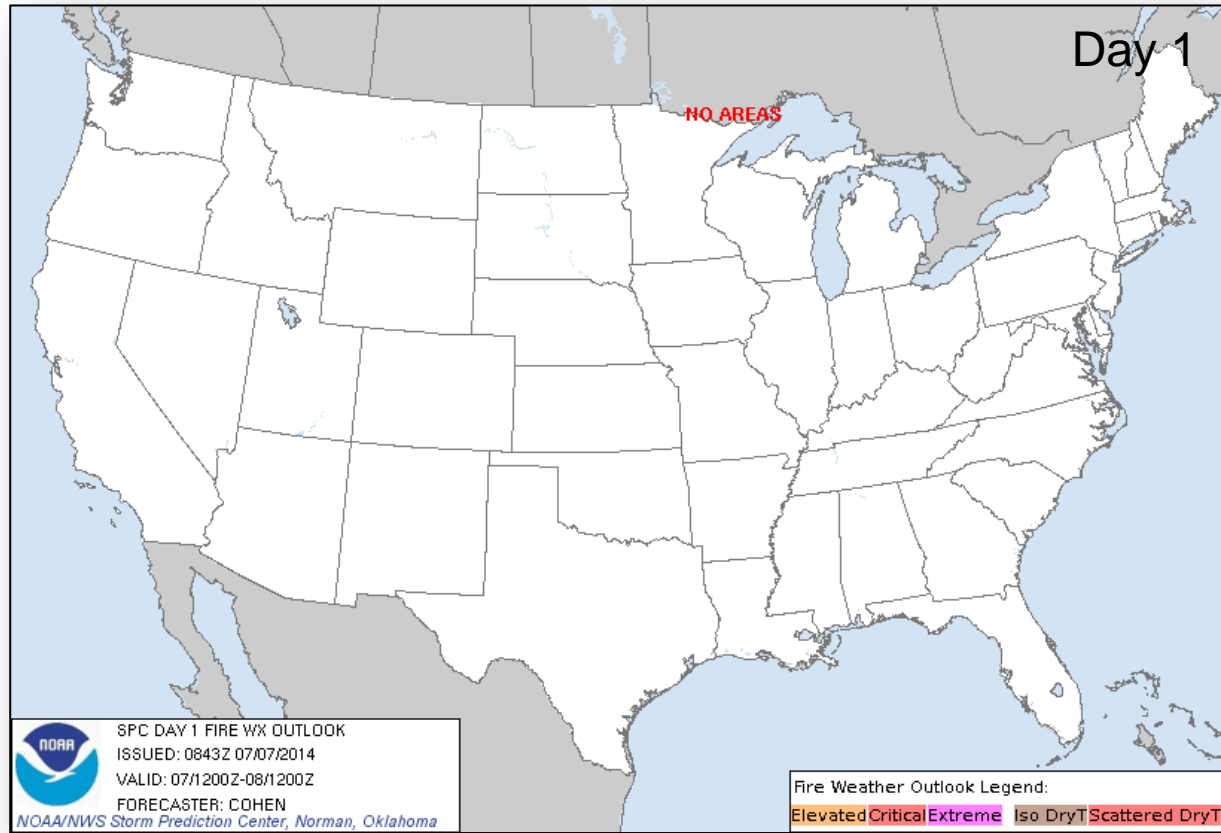 Day 1
NO AREAS
NOAA
SPC DAY 1 FIRE WX OUTLOOK
ISSUED: 0843Z 07/07/2014
VALID: 07/1200Z-08/1200Z
FORECASTER: COHEN
NOAA/NWS Storm Prediction Center, Norman, Oklahoma
Fire Weather Outlook Legend:
Elevated Critical Extreme Iso DryT Scattered DryT